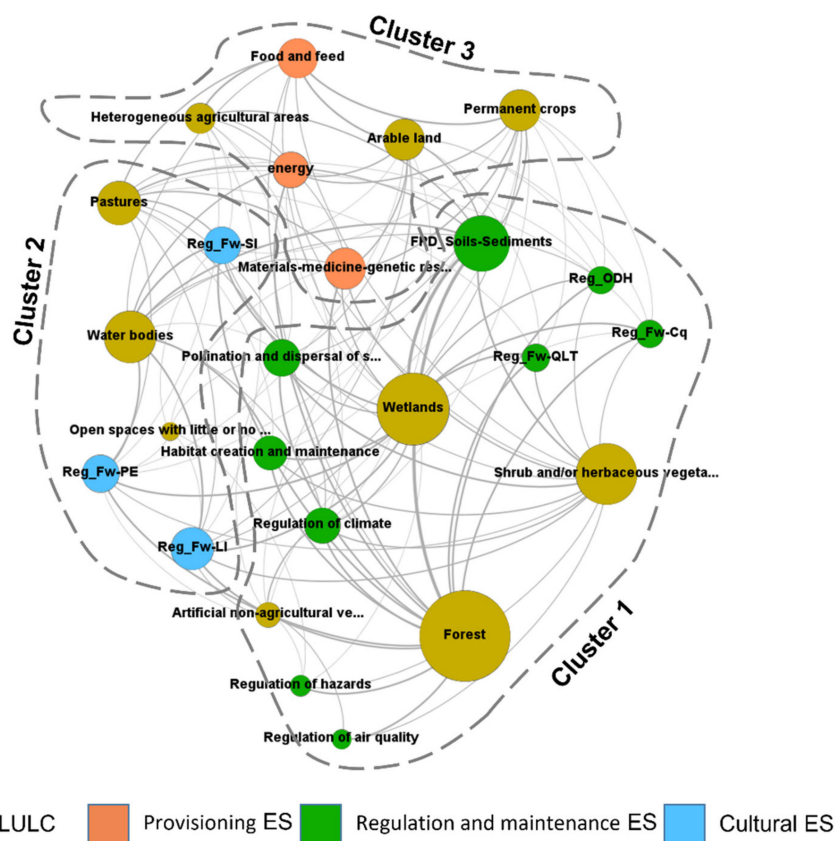 Cluster 3
Food and feed
Heterogeneous agricultural areas
Permanent crops
Arable land
energy
Pastures
Cluster 2
Reg_Fw-SI
Soils-Sediments
Materials-medicine-genetic res...
Reg_ODH
Water bodies
Reg_Fw-Cq
Pollination and dispersal of s...
Reg_Fw-QLT
Wetlands
Open spaces with little or no ...
Habitat creation and maintenance
Reg_Fw-PE
Shrub and/or herbaceous vegeta...
Regulation of climate
Reg_Fw-LI
Artificial non-agricultural ve...
Forest
Cluster 1
Regulation of hazards
Regulation of air quality
LULC
Provisioning ES
Regulation and maintenance ES
Cultural ES